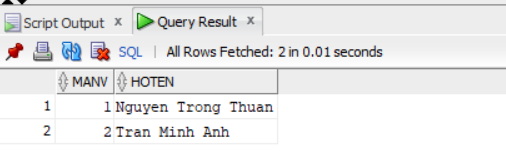 Script Output x Query Result x
SQL | All Rows Fetched: 2 in 0.01 seconds
MANV HOTEN
1 1 Nguyen Trong Thuan
2 2 Tran Minh Anh